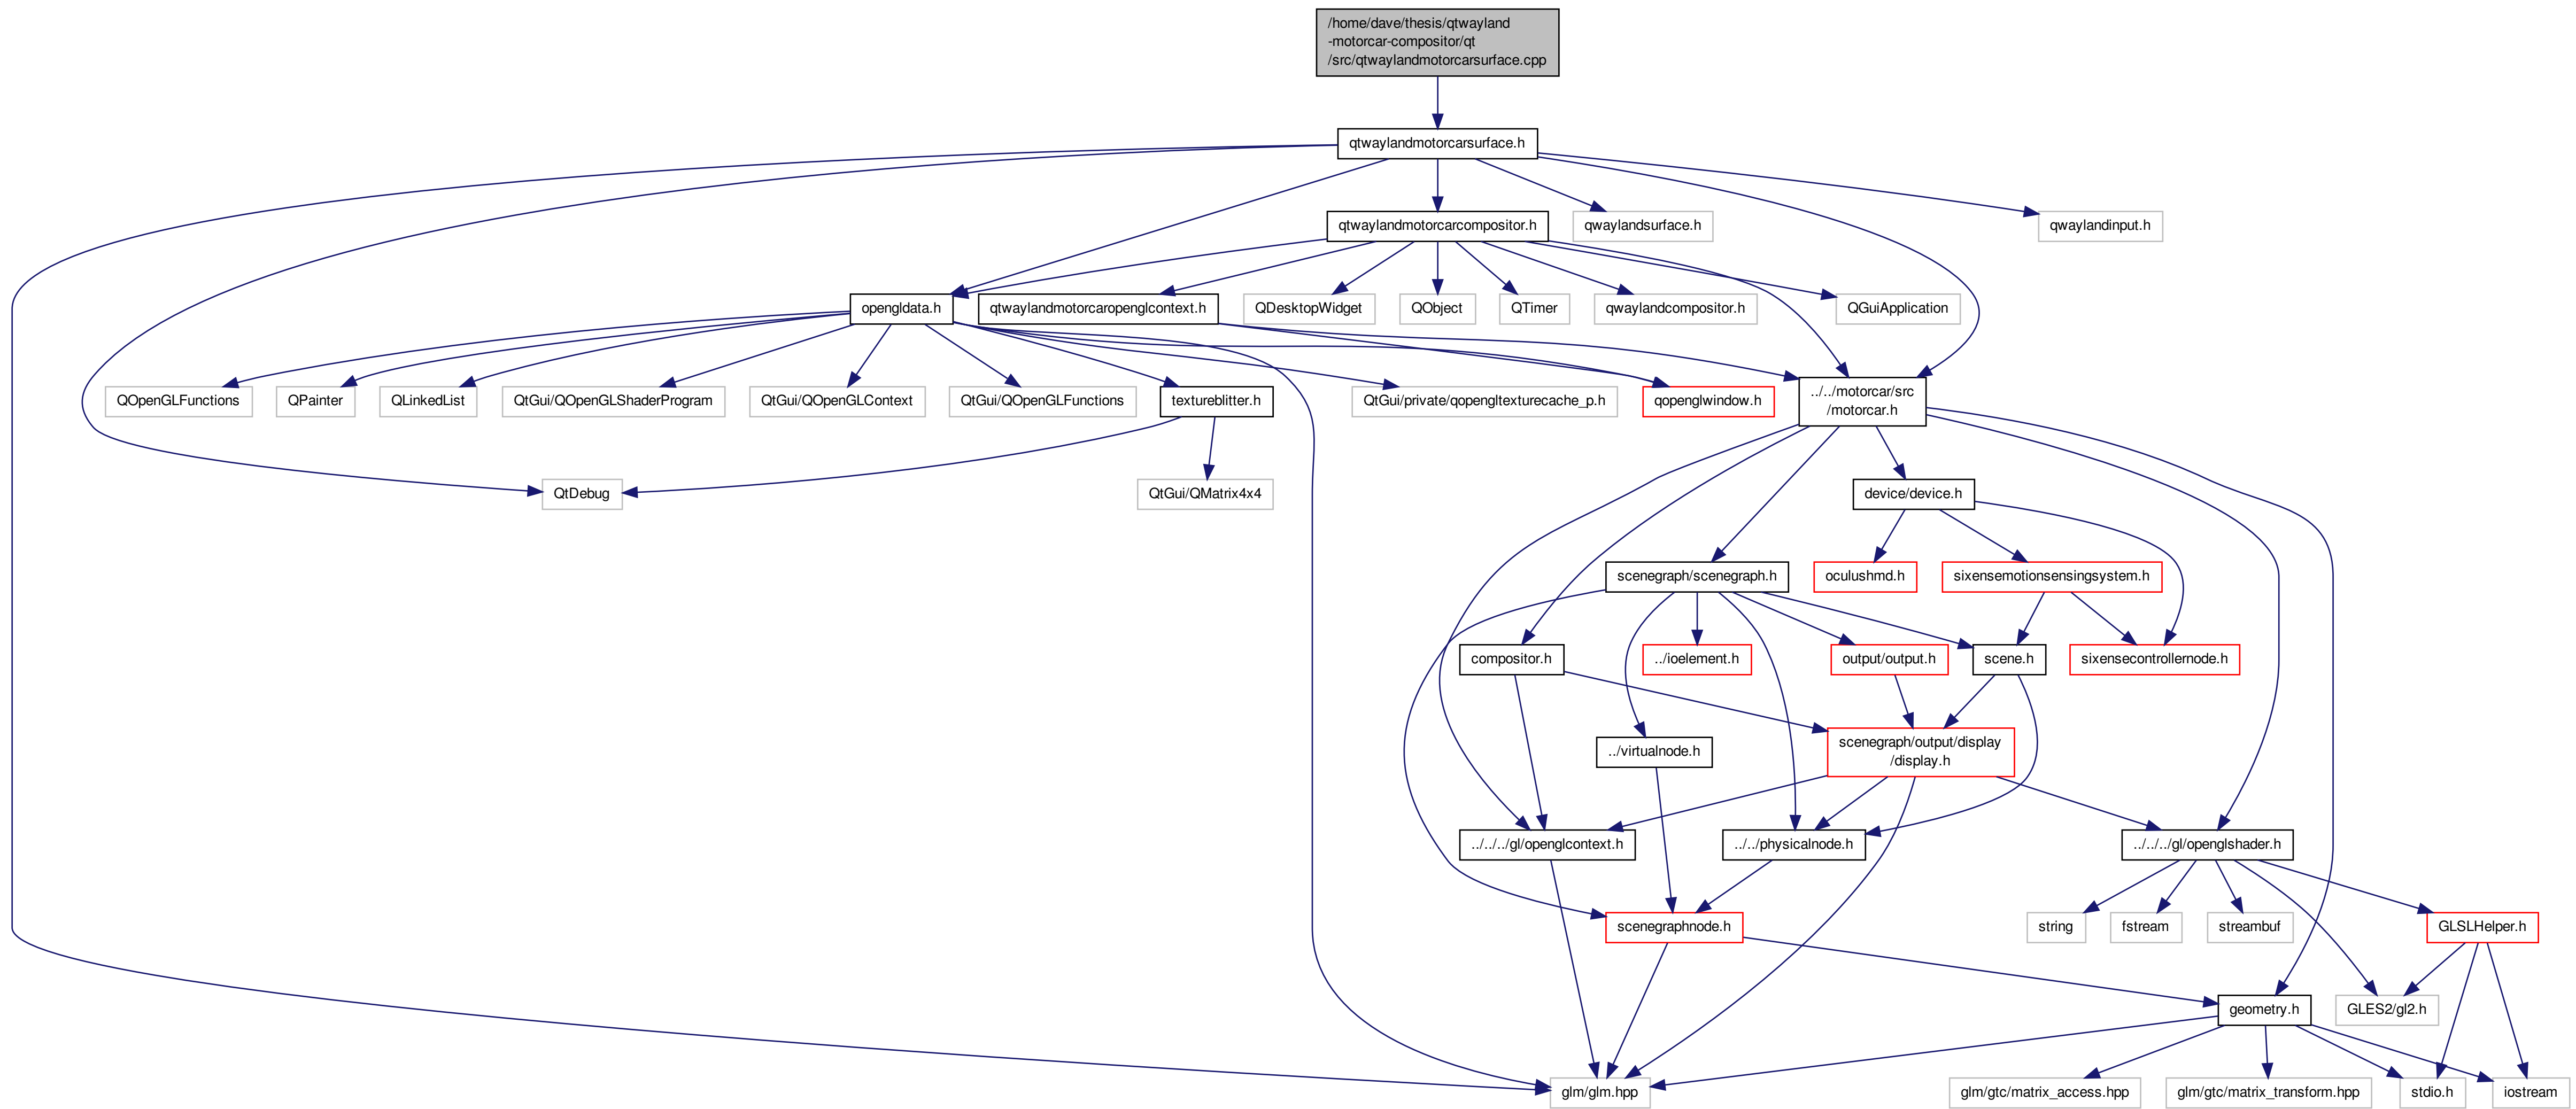 /home/dave/thesis/qtwayland
-motorcar-compositor/qt
/src/qtwaylandmotorcarsurface.cpp
qtwaylandmotorcarsurface.h
qtwaylandmotorcarcompositor.h
qwaylandsurface.h
qwaylandinput.h
opengldata.h
qtwaylandmotorcaropenglcontext.h
QDesktopWidget
QObject
QTimer
qwaylandcompositor.h
QGuiApplication
QOpenGLFunctions
QPainter
QLinkedList
QtGui/QOpenGLShaderProgram
QtGui/QOpenGLContext
QtGui/QOpenGLFunctions
textureblitter.h
QtGui/private/qopengltexturecache_p.h
qopenglwindow.h
../../motorcar/src
/motorcar.h
QtDebug
QtGui/QMatrix4x4
device/device.h
scenegraph/scenegraph.h
oculushmd.h
sixensemotionsensingsystem.h
compositor.h
../ioelement.h
output/output.h
scene.h
sixensecontrollernode.h
../virtualnode.h
scenegraph/output/display
/display.h
../../../gl/openglcontext.h
../../physicalnode.h
../../../gl/openglshader.h
scenegraphnode.h
string
fstream
streambuf
GLSLHelper.h
geometry.h
GLES2/gl2.h
glm/glm.hpp
glm/gtc/matrix_access.hpp
glm/gtc/matrix_transform.hpp
stdio.h
iostream